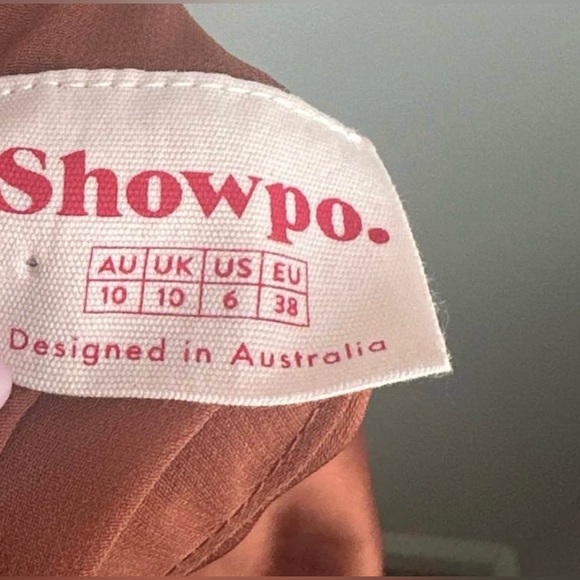 Showpo.
AU UK US EU
10 10 6 38
Designed in Australia